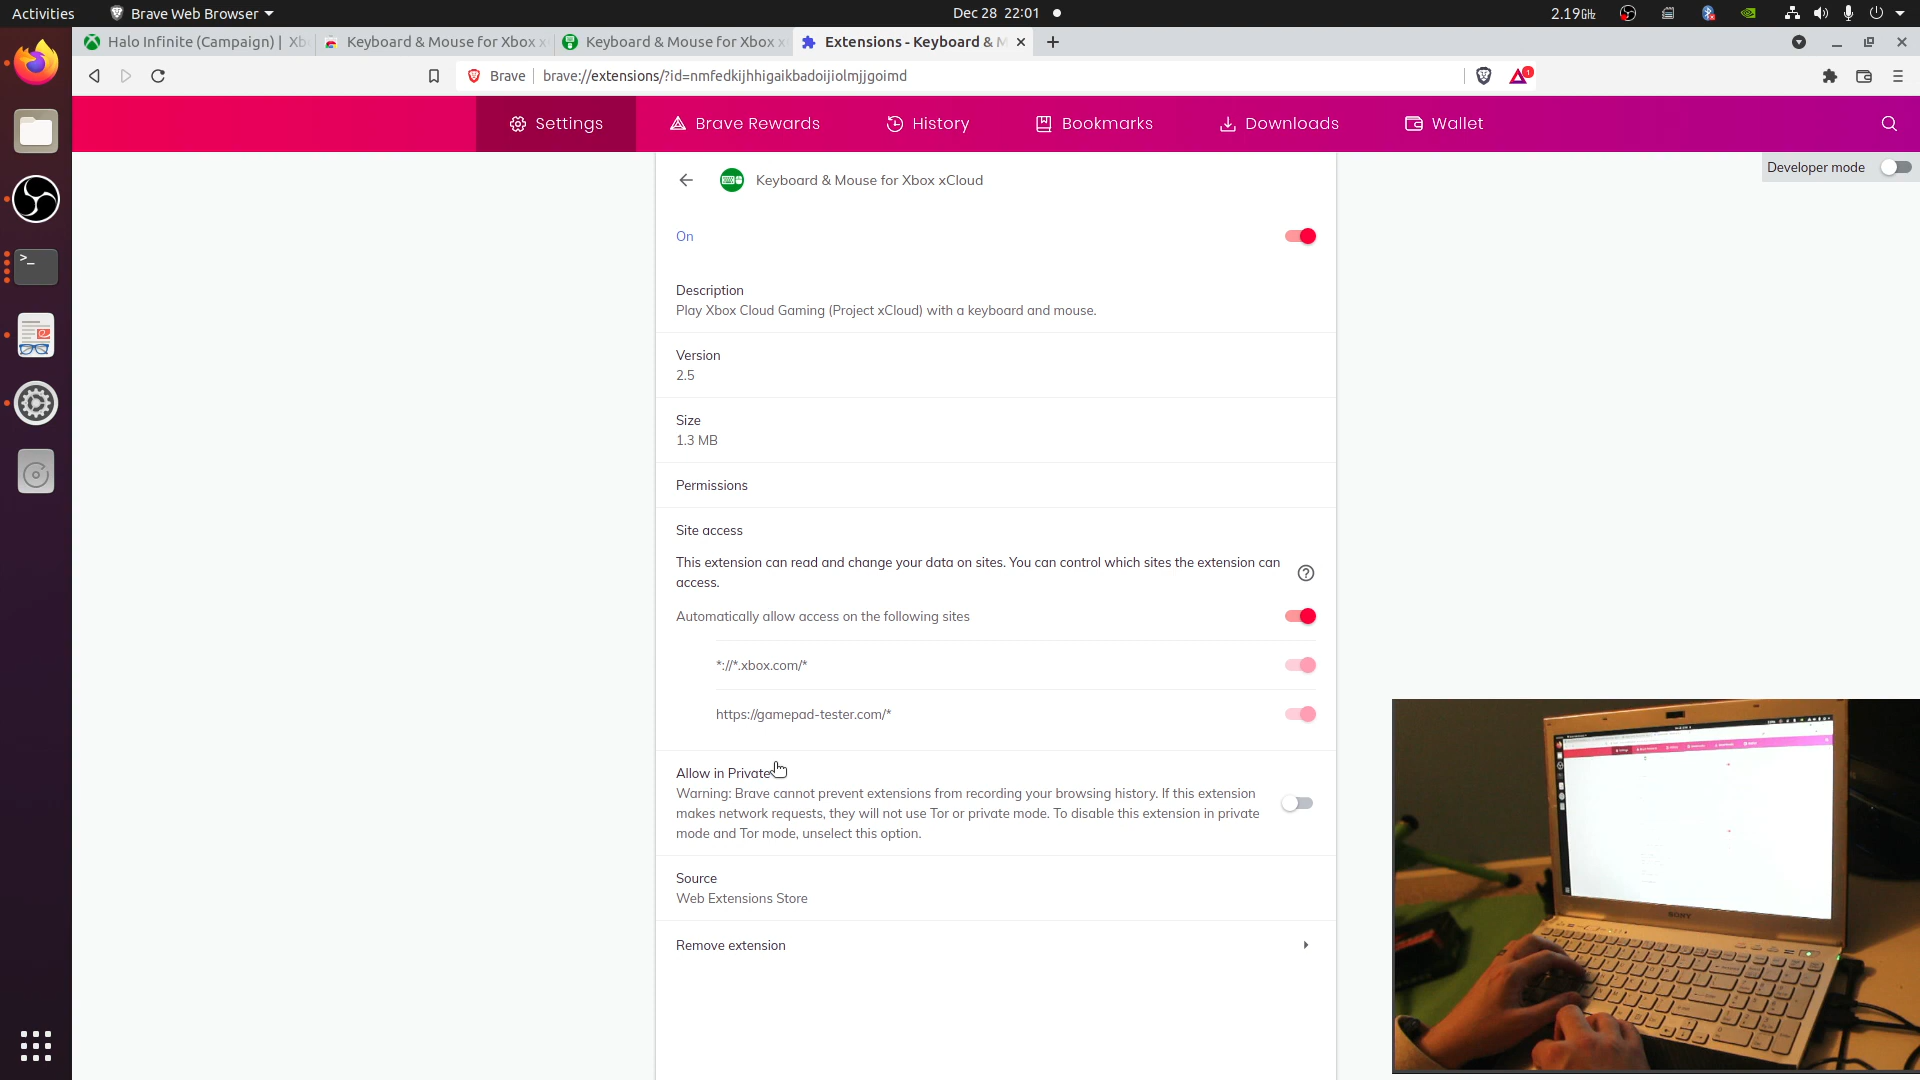 Activities
Brave Web Browser
Dec 28 22:01
2.19GHz
Halo Infinite (Campaign) | Xb
Keyboard & Mouse for Xbox x
Keyboard & Mouse for Xbox x
Extensions - Keyboard & M
Brave
brave://extensions/?id=nmfedkijhhigaikbadoijiolmjjgoimd
1
Settings
Brave Rewards
History
Bookmarks
Downloads
Wallet
Developer mode
Keyboard & Mouse for Xbox xCloud
On
Description
Play Xbox Cloud Gaming (Project xCloud) with a keyboard and mouse.
Version
2.5
Size
1.3 MB
Permissions
Site access
This extension can read and change your data on sites. You can control which sites the extension can
access.
Automatically allow access on the following sites
*://*.xbox.com/*
https://gamepad-tester.com/*
Allow in Private
Warning: Brave cannot prevent extensions from recording your browsing history. If this extension
makes network requests, they will not use Tor or private mode. To disable this extension in private
mode and Tor mode, unselect this option.
Source
Web Extensions Store
Remove extension
SONY